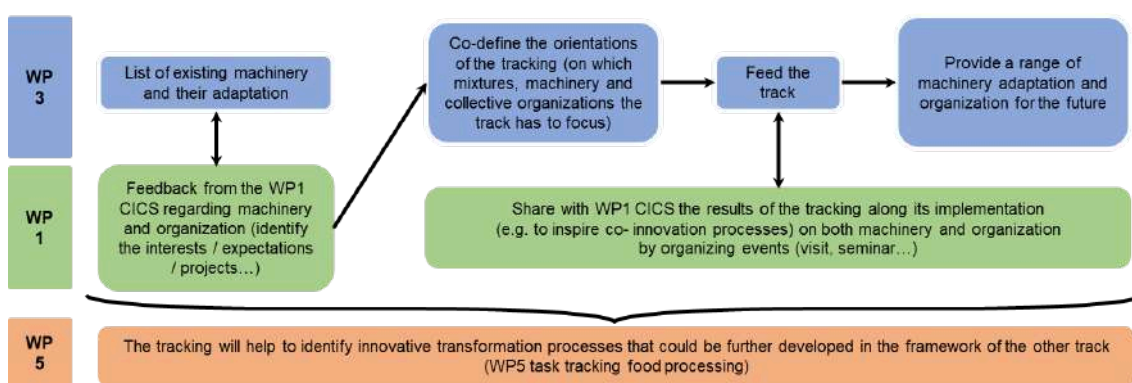 WP
3
List of existing machinery
and their adaptation
Co-define the orientations
of the tracking (on which
mixtures, machinery and
collective organizations the
track has to focus)
Feed the
track
Provide a range of
machinery adaptation and
organization for the future
WP
1
Feedback from the WP1
CICS regarding machinery
and organization (identify
the interests / expectations
/ projects…)
Share with WP1 CICS the results of the tracking along its implementation
(e.g. to inspire co- innovation processes) on both machinery and organization
by organizing events (visit, seminar…)
WP
5
The tracking will help to identify innovative transformation processes that could be further developed in the framework of the other track
(WP5 task tracking food processing)